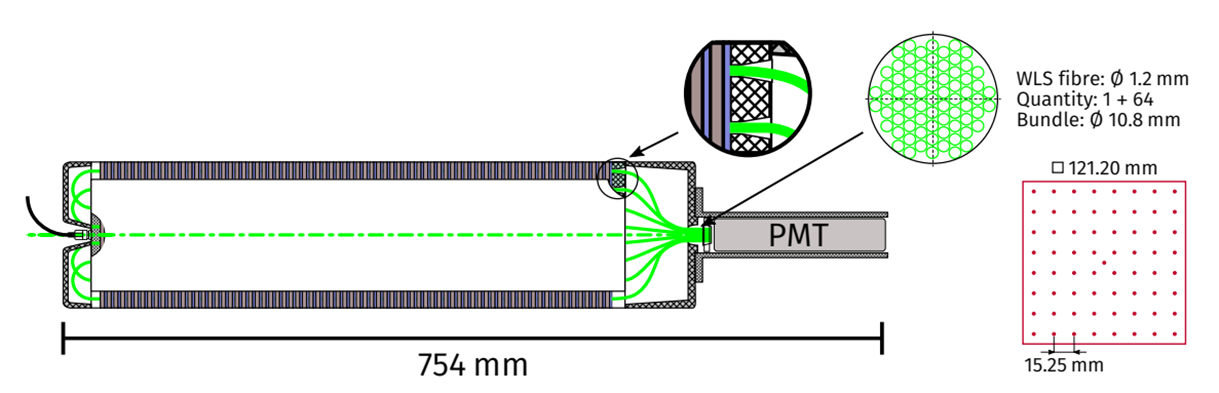 WLS fibre: Ø 1.2 mm
Quantity: 1 + 64
Bundle: Ø 10.8 mm
□ 121.20 mm
PMT
15.25 mm
754 mm